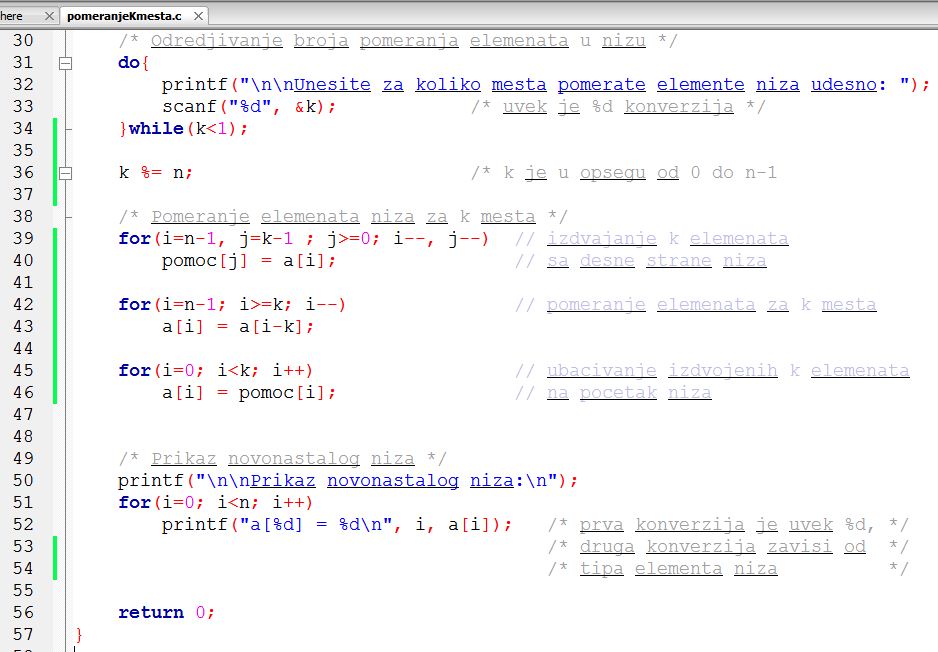 here × pomeranjeKmesta.c ×
30 /* Odredjivanje broja pomeranja elemenata u nizu */
31 do{
32 printf("\n\nUnesite za koliko mesta pomerate elemente niza udesno: ");
33 scanf("%d", &k); /* uvek je %d konverzija */
34 }while(k<1);
35
36 k %= n; /* k je u opsegu od 0 do n-1
37
38 /* Pomeranje elemenata niza za k mesta */
39 for(i=n-1, j=k-1 ; j>=0; i--, j--) // izdvajanje k elemenata
40 pomoc[j] = a[i]; // sa desne strane niza
41
42 for(i=n-1; i>=k; i--) // pomeranje elemenata za k mesta
43 a[i] = a[i-k];
44
45 for(i=0; i<k; i++) // ubacivanje izdvojenih k elemenata
46 a[i] = pomoc[i]; // na pocetak niza
47
48
49 /* Prikaz novonastalog niza */
50 printf("\n\nPrikaz novonastalog niza:\n");
51 for(i=0; i<n; i++)
52 printf("a[%d] = %d\n", i, a[i]); /* prva konverzija je uvek %d, */
53 /* druga konverzija zavisi od */
54 /* tipa elementa niza */
55
56 return 0;
57 }